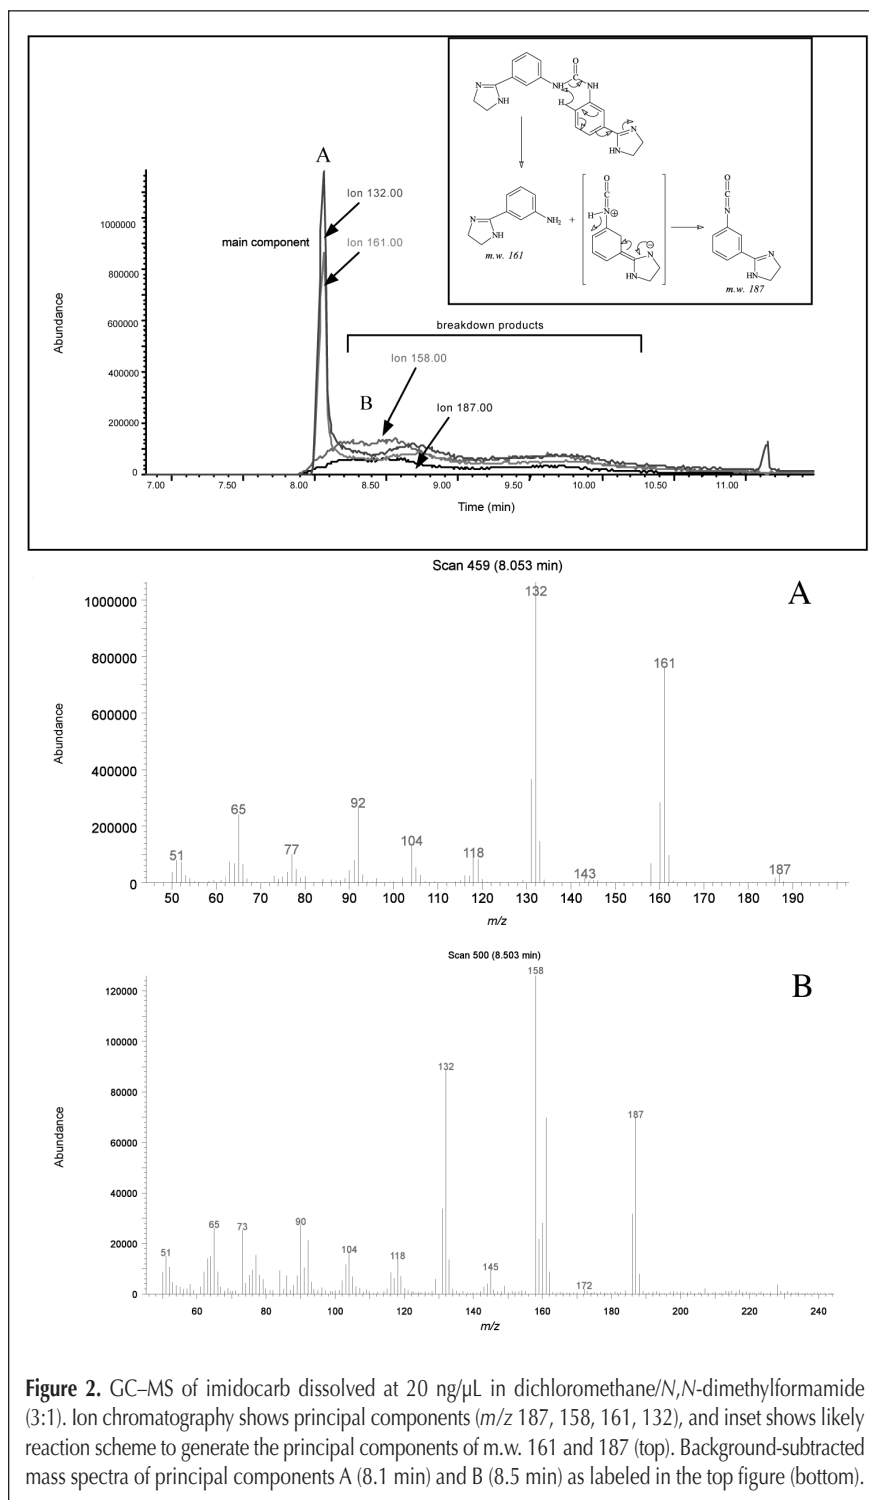 O
N
NH
NH
C
NH
H
N
HN
N
NH
NH₂
m.w. 161
+
O
C
H
N
⊕
N
⊖
HN
O
C
N
N
HN
m.w. 187
A
Ion 132.00
main component
Ion 161.00
breakdown products
Ion 158.00
B
Ion 187.00
Abundance
1000000
800000
600000
400000
200000
0
7.00 7.50 8.00 8.50 9.00 9.50 10.00 10.50 11.00
Time (min)
Scan 459 (8.053 min)
A
Abundance
1000000
800000
600000
400000
200000
0
132
161
65
92
77
104
118
51
143
187
50 60 70 80 90 100 110 120 130 140 150 160 170 180 190
m/z
Scan 500 (8.503 min)
B
Abundance
120000
100000
80000
60000
40000
20000
0
158
132
187
65
73
90
51
104
118
145
172
60 80 100 120 140 160 180 200 220 240
m/z
Figure 2. GC–MS of imidocarb dissolved at 20 ng/µL in dichloromethane/N,N-dimethylformamide
(3:1). Ion chromatography shows principal components (m/z 187, 158, 161, 132), and inset shows likely
reaction scheme to generate the principal components of m.w. 161 and 187 (top). Background-subtracted
mass spectra of principal components A (8.1 min) and B (8.5 min) as labeled in the top figure (bottom).